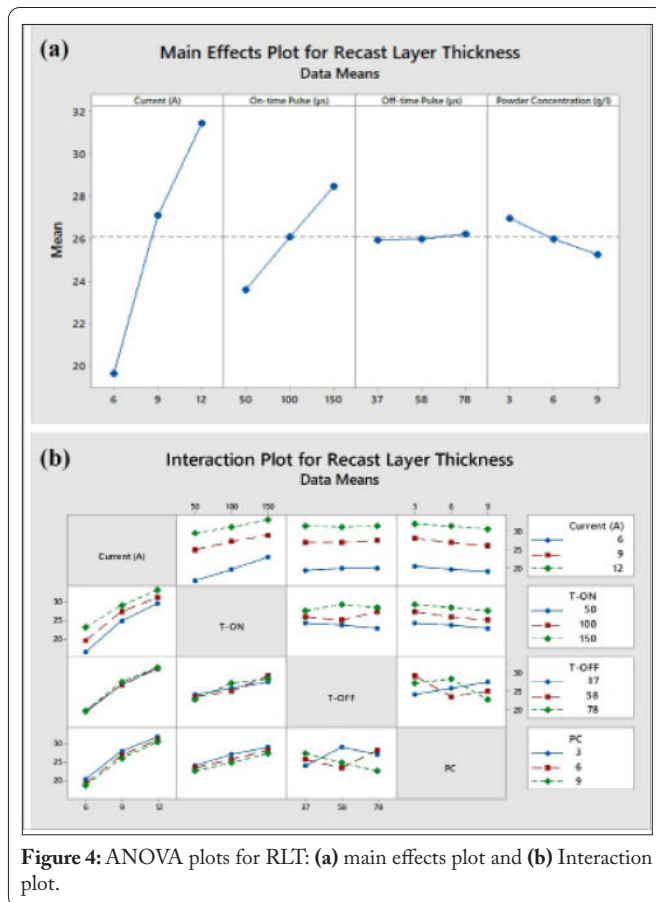 (a)
Main Effects Plot for Recast Layer Thickness
Data Means
Current (A) On-time Pulse (µs) Off-time Pulse (µs) Powder Concentration (g/l)
32
30
28
26
24
22
20
Mean
6 9 12 50 100 150 37 58 78 3 6 9
(b)
Interaction Plot for Recast Layer Thickness
Data Means
50 100 150 3 6 9
Current (A)
30
25
20
Current (A)
6
9
12
30
25
20
T-ON
T-ON
50
100
150
T-OFF
30
25
20
T-OFF
37
58
78
30
25
20
PC
PC
3
6
9
6 9 12 37 58 78
Figure 4: ANOVA plots for RLT: (a) main effects plot and (b) Interaction
plot.